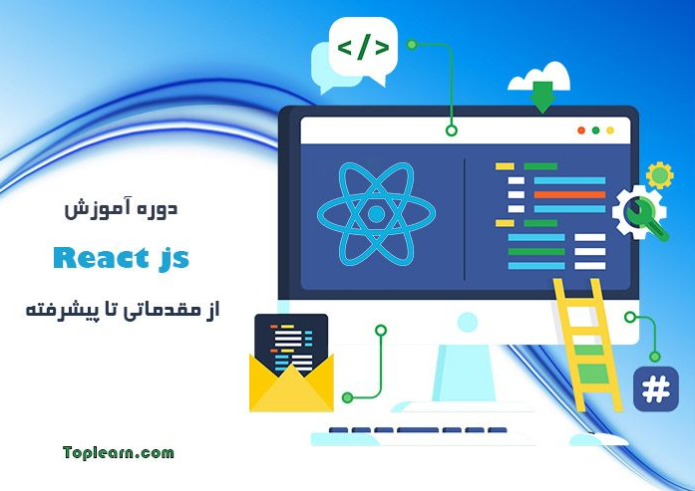 </>
دوره آموزش
React js
از مقدماتی تا پیشرفته
#
Toplearn.com